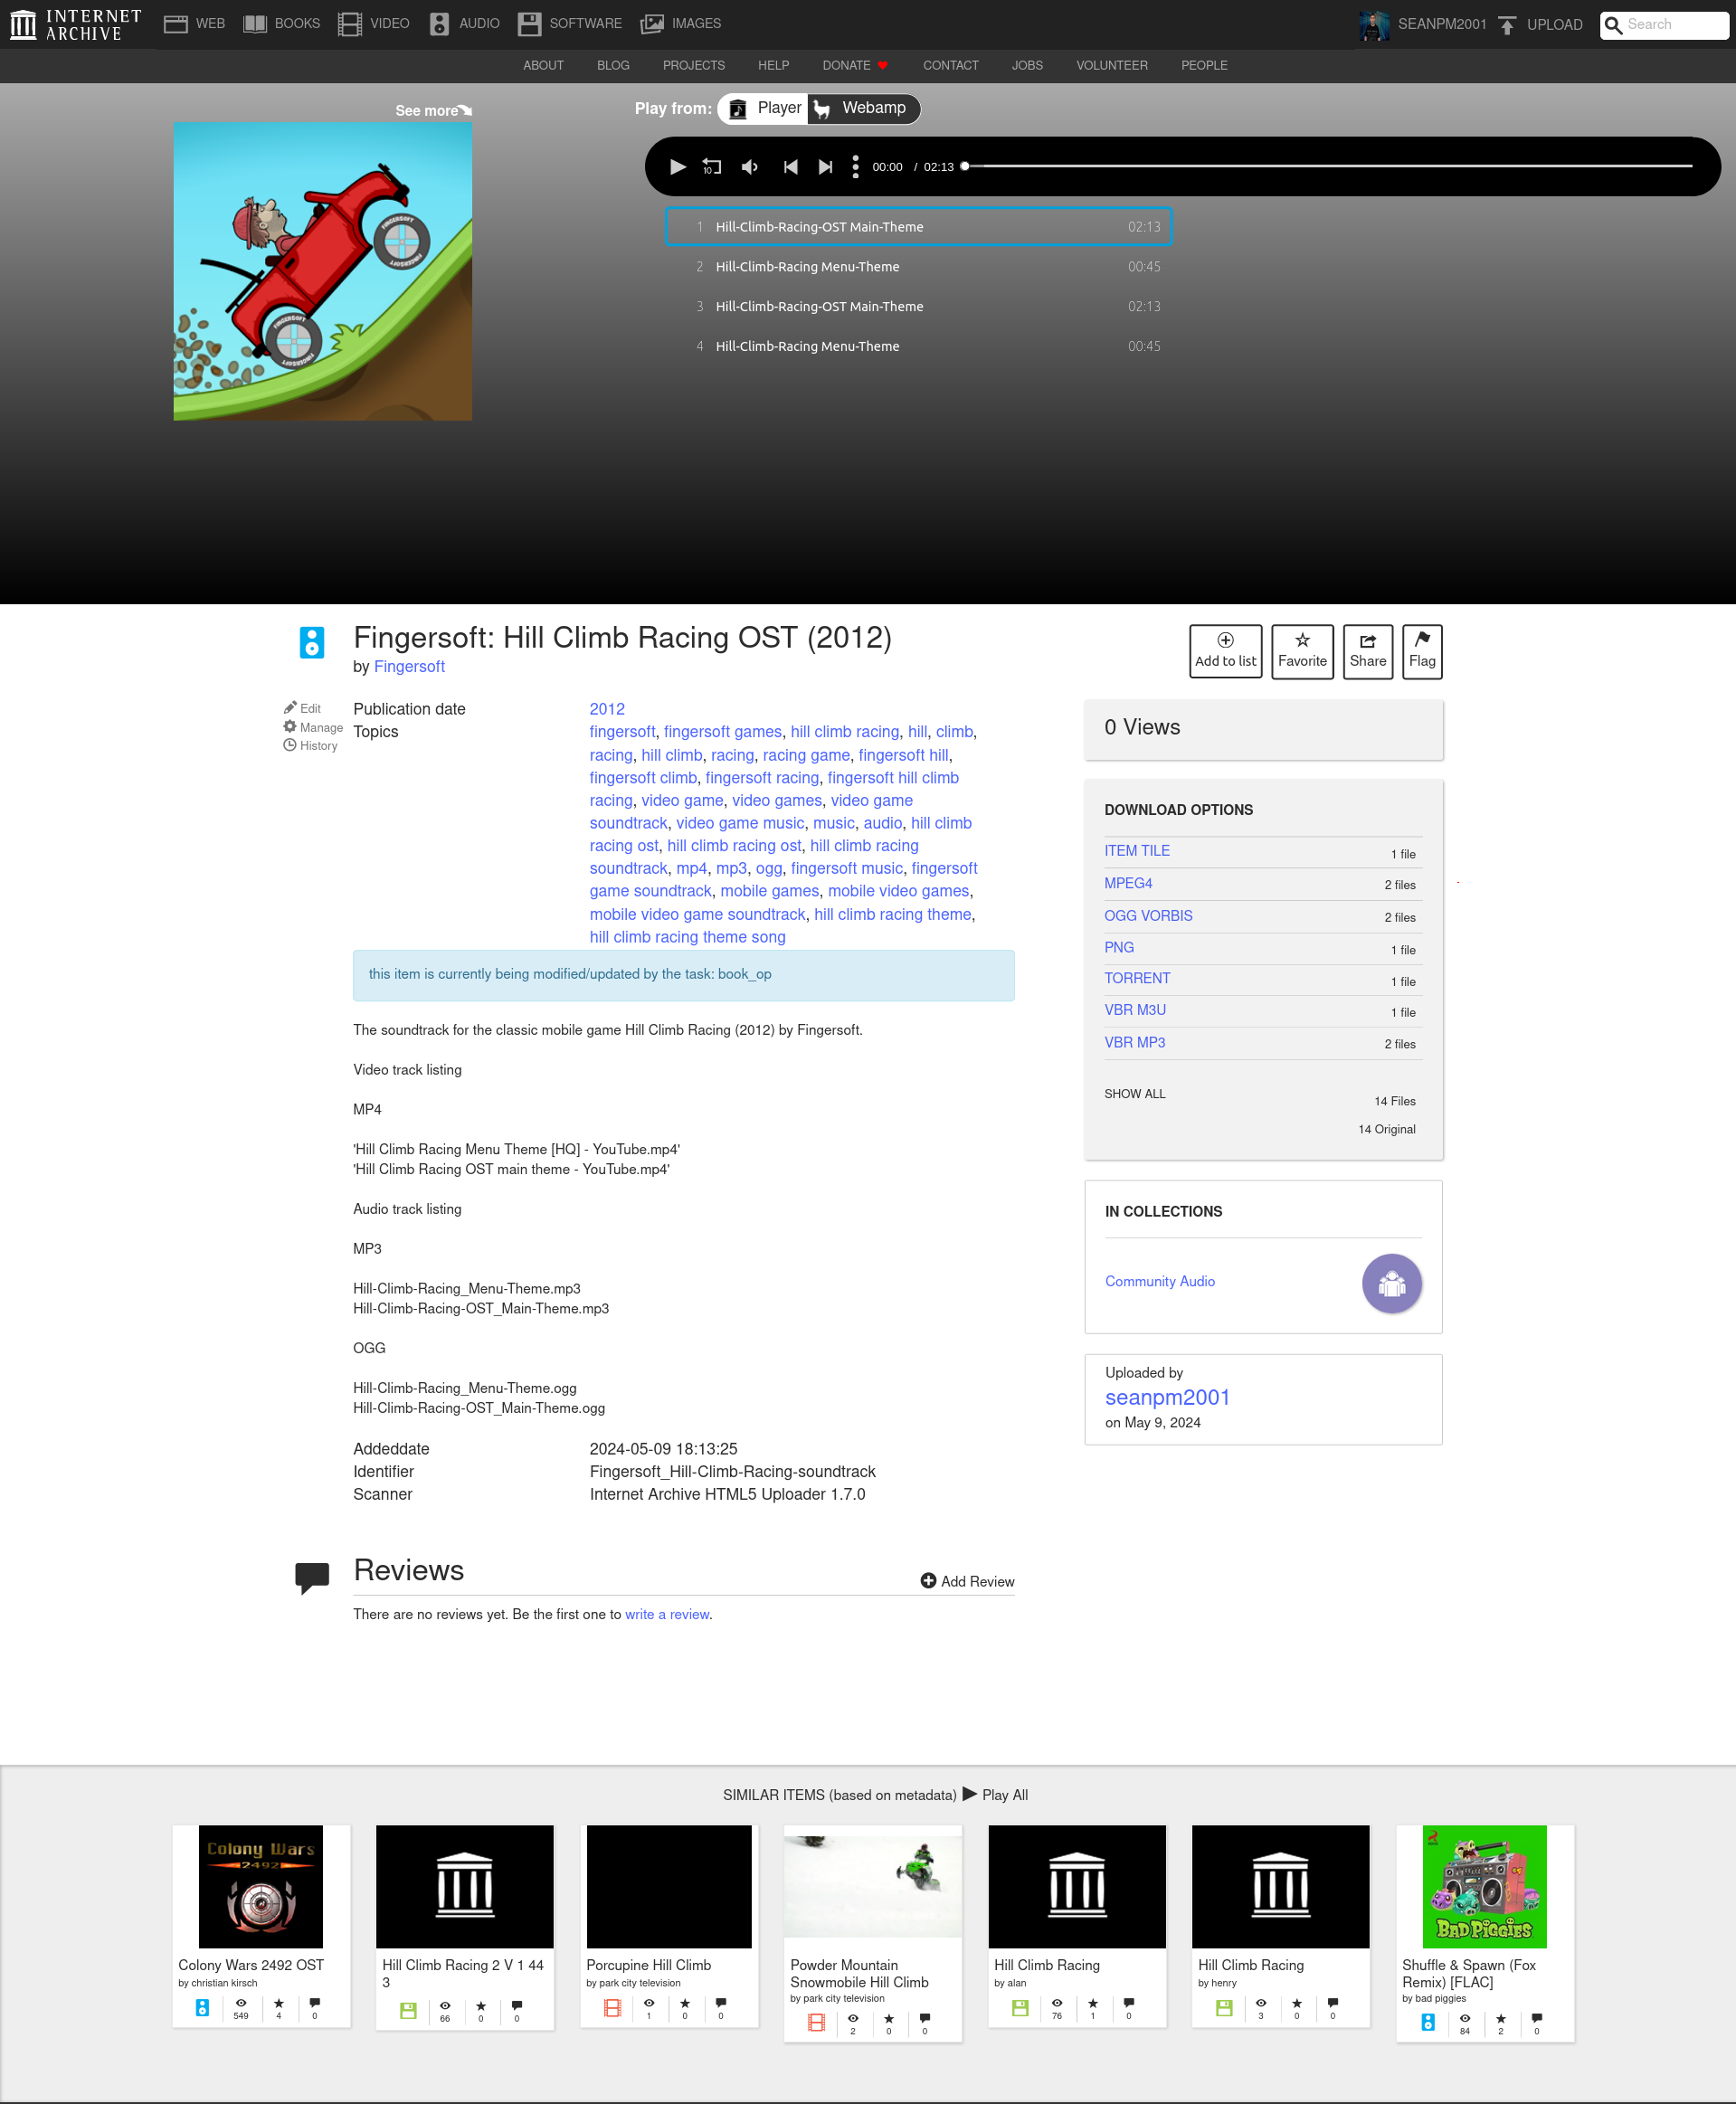 INTERNET ARCHIVE
WEB BOOKS VIDEO AUDIO SOFTWARE IMAGES
SEANPM2001 UPLOAD Search
ABOUT BLOG PROJECTS HELP DONATE CONTACT JOBS VOLUNTEER PEOPLE
See more
FINGERSOFT
FINGERSOFT
FINGERSOFT
FINGERSOFT
Play from: Player Webamp
10 00:00 / 02:13
1 Hill-Climb-Racing-OST Main-Theme 02:13
2 Hill-Climb-Racing Menu-Theme 00:45
3 Hill-Climb-Racing-OST Main-Theme 02:13
4 Hill-Climb-Racing Menu-Theme 00:45
Fingersoft: Hill Climb Racing OST (2012)
by Fingersoft
Add to list Favorite Share Flag
Edit
Manage
History
Publication date 2012
Topics fingersoft, fingersoft games, hill climb racing, hill, climb,
racing, hill climb, racing, racing game, fingersoft hill,
fingersoft climb, fingersoft racing, fingersoft hill climb
racing, video game, video games, video game
soundtrack, video game music, music, audio, hill climb
racing ost, hill climb racing ost, hill climb racing
soundtrack, mp4, mp3, ogg, fingersoft music, fingersoft
game soundtrack, mobile games, mobile video games,
mobile video game soundtrack, hill climb racing theme,
hill climb racing theme song
this item is currently being modified/updated by the task: book_op
The soundtrack for the classic mobile game Hill Climb Racing (2012) by Fingersoft.
Video track listing
MP4
'Hill Climb Racing Menu Theme [HQ] - YouTube.mp4'
'Hill Climb Racing OST main theme - YouTube.mp4'
Audio track listing
MP3
Hill-Climb-Racing_Menu-Theme.mp3
Hill-Climb-Racing-OST_Main-Theme.mp3
OGG
Hill-Climb-Racing_Menu-Theme.ogg
Hill-Climb-Racing-OST_Main-Theme.ogg
Addeddate 2024-05-09 18:13:25
Identifier Fingersoft_Hill-Climb-Racing-soundtrack
Scanner Internet Archive HTML5 Uploader 1.7.0
0 Views
DOWNLOAD OPTIONS
ITEM TILE 1 file
MPEG4 2 files
OGG VORBIS 2 files
PNG 1 file
TORRENT 1 file
VBR M3U 1 file
VBR MP3 2 files
SHOW ALL 14 Files
14 Original
IN COLLECTIONS
Community Audio
Uploaded by
seanpm2001
on May 9, 2024
Reviews
Add Review
There are no reviews yet. Be the first one to write a review.
SIMILAR ITEMS (based on metadata) Play All
Colony Wars
2492
Colony Wars 2492 OST
by christian kirsch
549 4 0
Hill Climb Racing 2 V 1 44
3
66 0 0
Porcupine Hill Climb
by park city television
1 0 0
Powder Mountain
Snowmobile Hill Climb
by park city television
2 0 0
Hill Climb Racing
by alan
76 1 0
Hill Climb Racing
by henry
3 0 0
BAD PIGGIES
Shuffle & Spawn (Fox
Remix) [FLAC]
by bad piggies
84 2 0